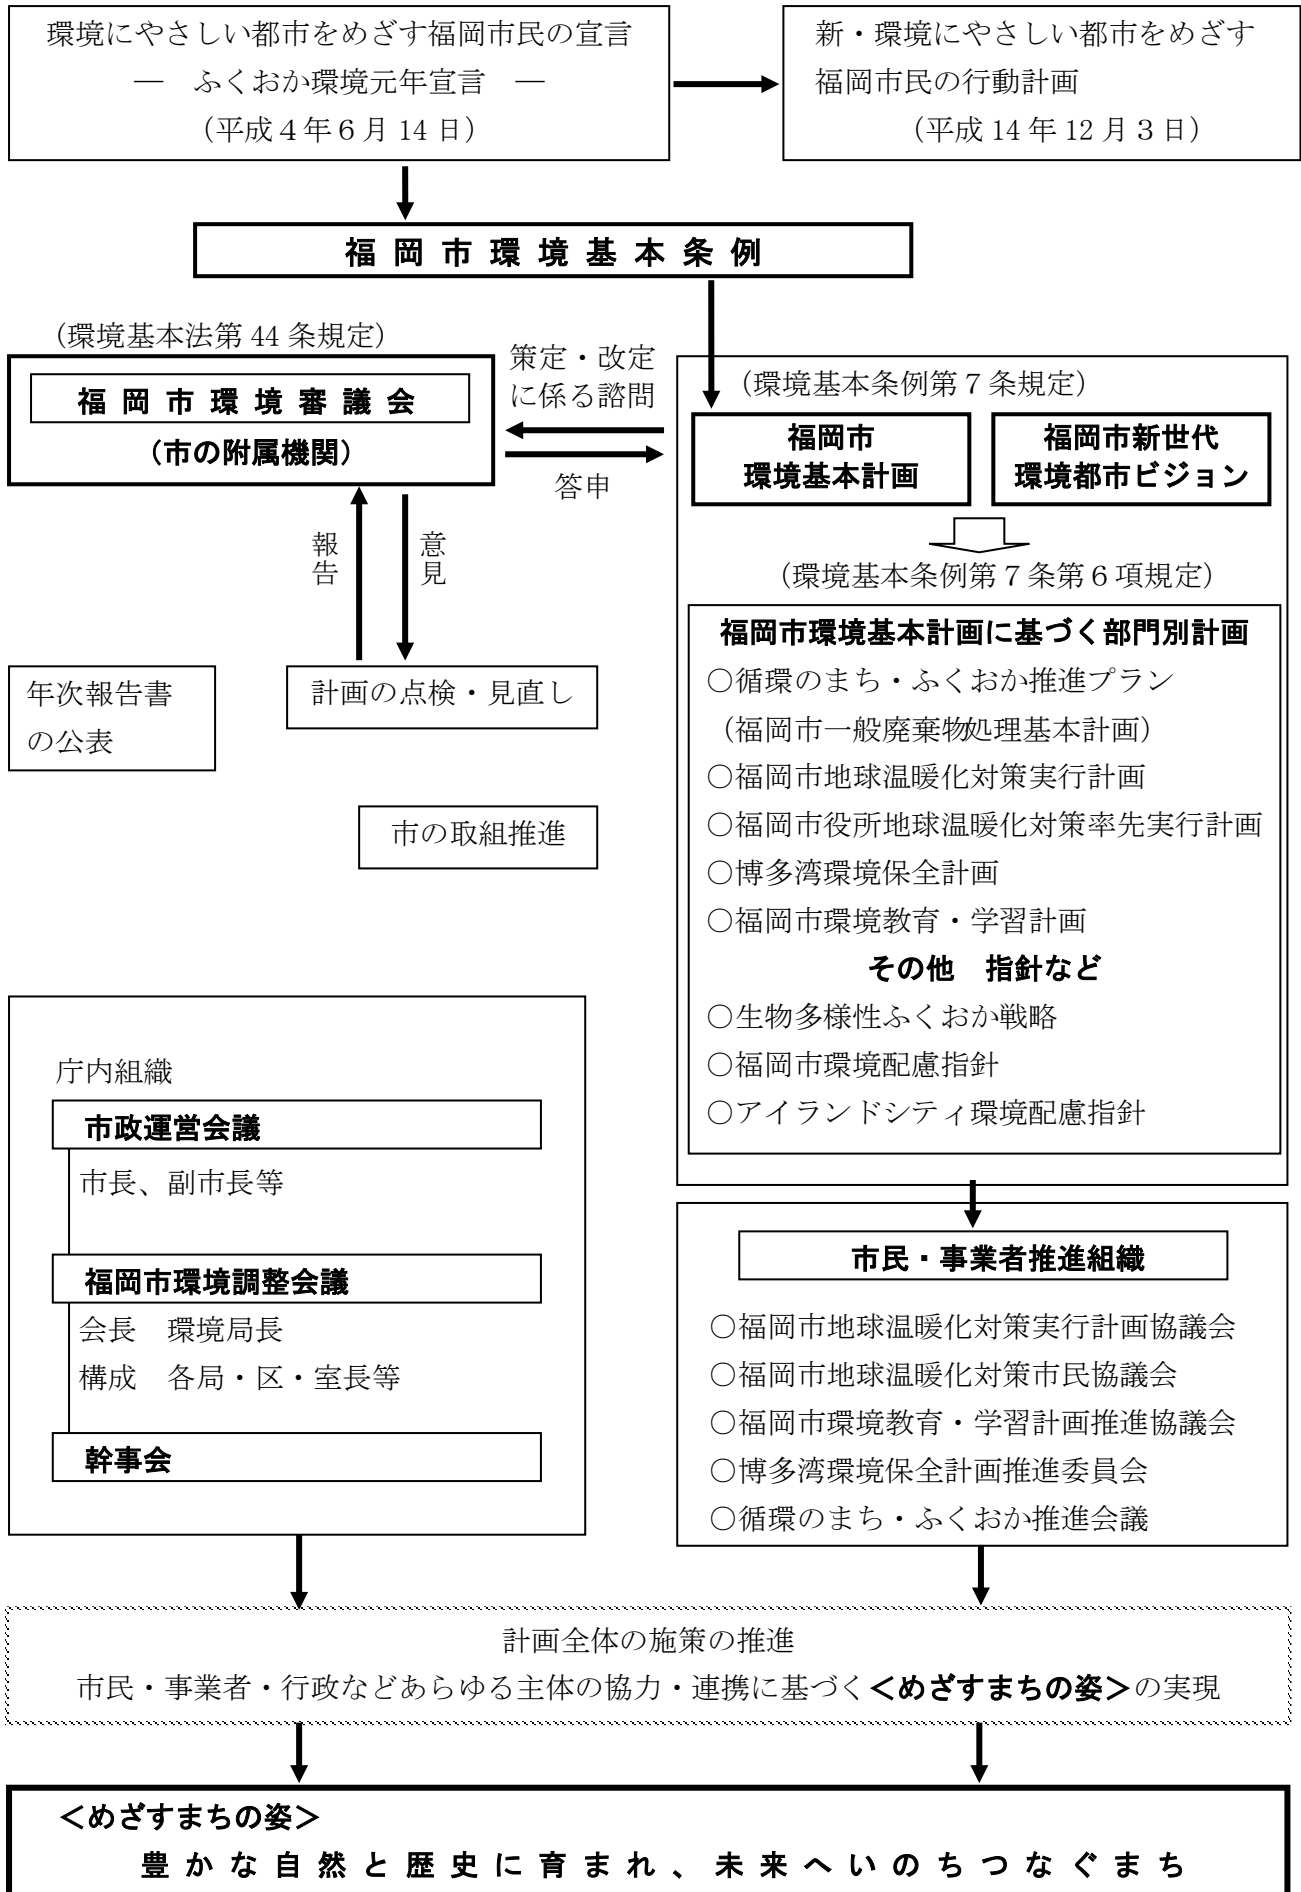 環境にやさしい都市をめざす福岡市民の宣言
― ふくおか環境元年宣言 ―
（平成４年６月 14 日）
新・環境にやさしい都市をめざす
福岡市民の行動計画
（平成 14 年 12 月３日）
福岡市環境基本条例
（環境基本法第 44 条規定）
福岡市環境審議会
（市の附属機関）
策定・改定
に係る諮問
答申
（環境基本条例第７条規定）
福岡市
環境基本計画
福岡市新世代
環境都市ビジョン
報告
意見
（環境基本条例第７条第６項規定）
福岡市環境基本計画に基づく部門別計画
○循環のまち・ふくおか推進プラン
（福岡市一般廃棄物処理基本計画）
○福岡市地球温暖化対策実行計画
○福岡市役所地球温暖化対策率先実行計画
○博多湾環境保全計画
○福岡市環境教育・学習計画
その他　指針など
○生物多様性ふくおか戦略
○福岡市環境配慮指針
○アイランドシティ環境配慮指針
年次報告書
の公表
計画の点検・見直し
市の取組推進
庁内組織
市政運営会議
市長、副市長等
福岡市環境調整会議
会長　環境局長
構成　各局・区・室長等
幹事会
市民・事業者推進組織
○福岡市地球温暖化対策実行計画協議会
○福岡市地球温暖化対策市民協議会
○福岡市環境教育・学習計画推進協議会
○博多湾環境保全計画推進委員会
○循環のまち・ふくおか推進会議
計画全体の施策の推進
市民・事業者・行政などあらゆる主体の協力・連携に基づく＜めざすまちの姿＞の実現
＜めざすまちの姿＞
豊かな自然と歴史に育まれ、未来へいのちつなぐまち